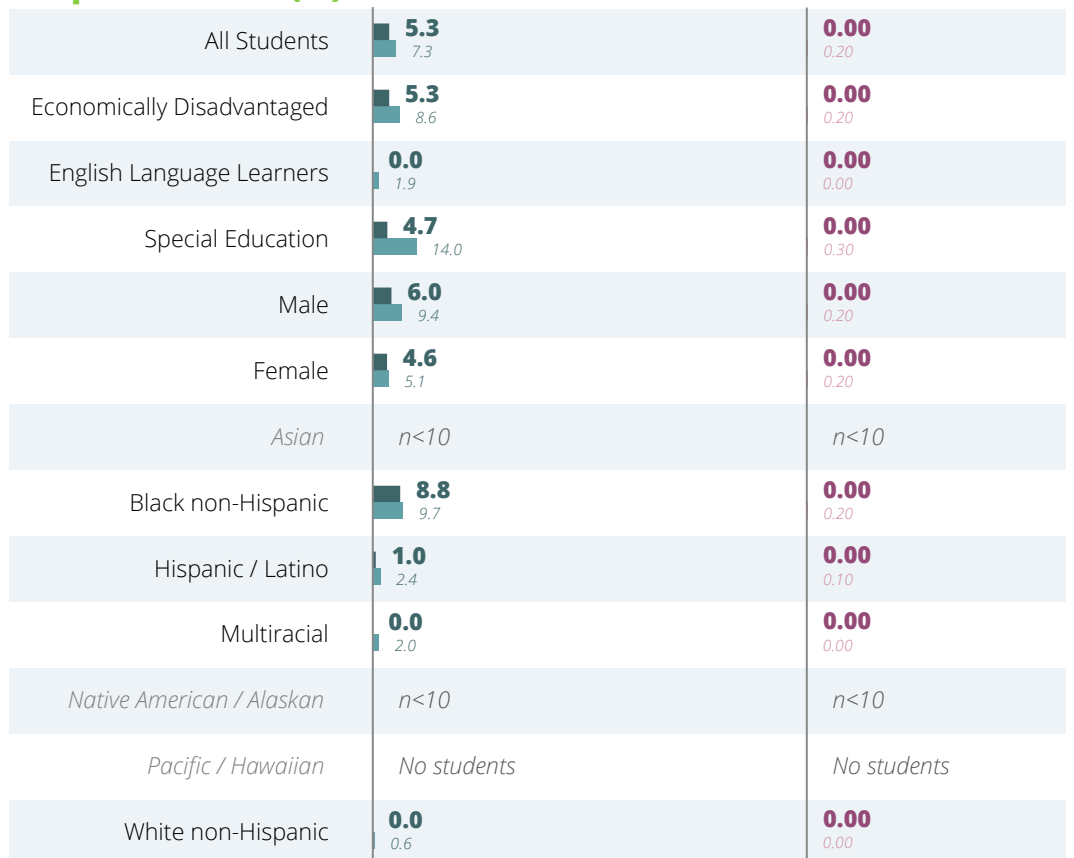 All Students 5.3 0.00
7.3 0.20
Economically Disadvantaged 5.3 0.00
8.6 0.20
English Language Learners 0.0 0.00
1.9 0.00
Special Education 4.7 0.00
14.0 0.30
Male 6.0 0.00
9.4 0.20
Female 4.6 0.00
5.1 0.20
Asian n<10 n<10
Black non-Hispanic 8.8 0.00
9.7 0.20
Hispanic / Latino 1.0 0.00
2.4 0.10
Multiracial 0.0 0.00
2.0 0.00
Native American / Alaskan n<10 n<10
Pacific / Hawaiian No students No students
White non-Hispanic 0.0 0.00
0.6 0.00